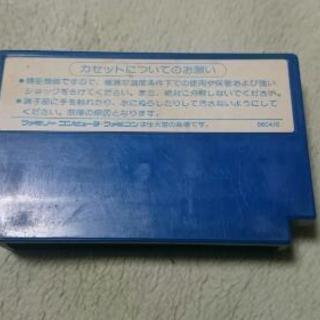 カセットについてのお願い
●精密機器ですので、極端な温度条件下での使用や保管および強い
ショックをさけてください。また、絶対に分解しないでください。
●端子部に手を触れたり、水にぬらしたりして汚さないようにして
ください。故障の原因となります。
ファミリーコンピュータ・ファミコンは任天堂の商標です。